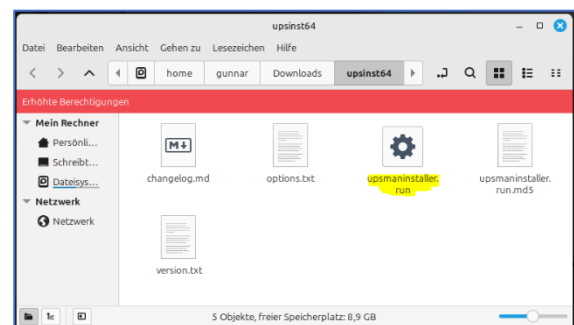 upsinst64
Datei Bearbeiten Ansicht Gehen zu Lesezeichen Hilfe
home gunnar Downloads upsinst64
Erhöhte Berechtigungen
Mein Rechner
Persönli...
Schreibt...
Dateisys...
Netzwerk
Netzwerk
M
changelog.md
options.txt
upsmaninstaller.
run
upsmaninstaller.
run.md5
version.txt
5 Objekte, freier Speicherplatz: 8,9 GB